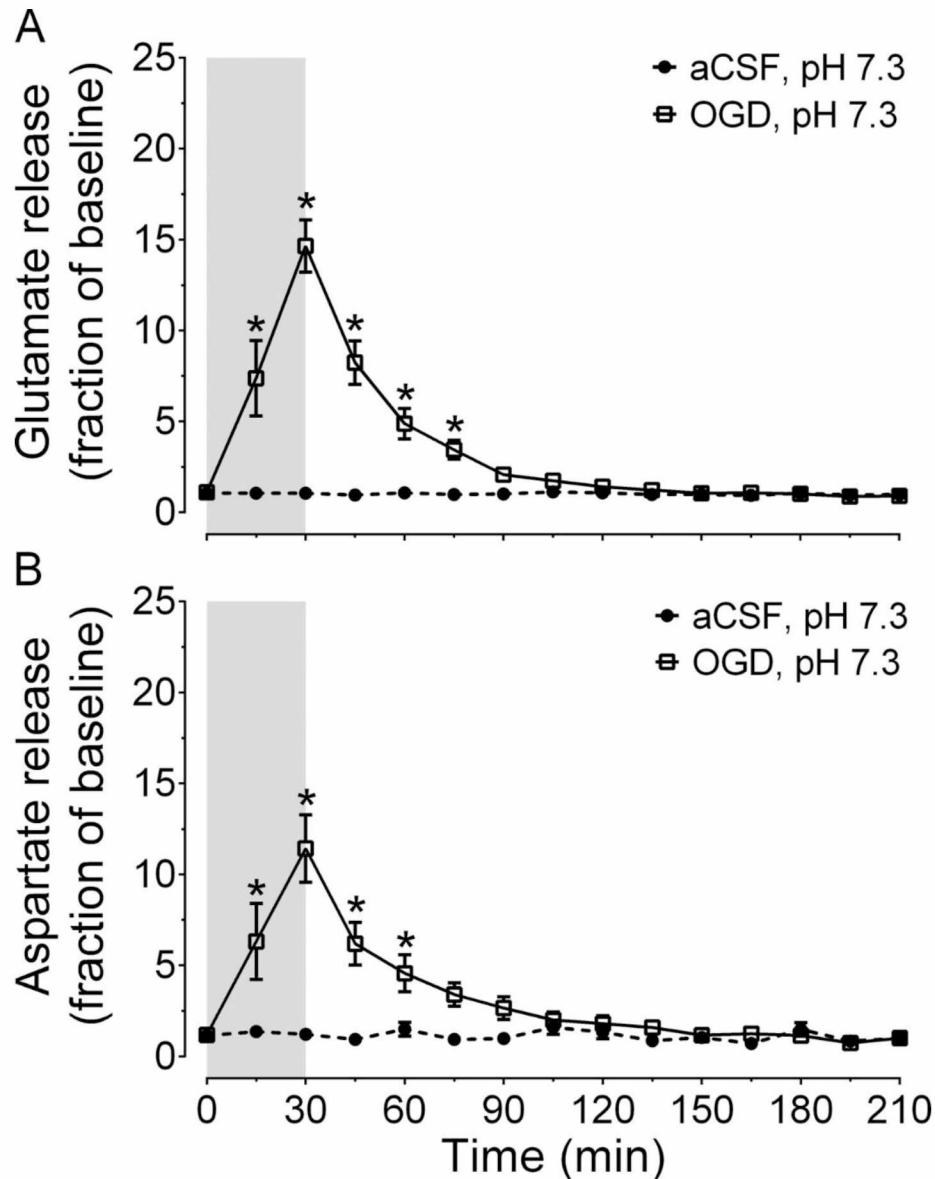 A
Glutamate release
(fraction of baseline)
25
20
15
10
5
0
aCSF, pH 7.3
OGD, pH 7.3
*
*
*
*
*
B
Aspartate release
(fraction of baseline)
25
20
15
10
5
0
aCSF, pH 7.3
OGD, pH 7.3
*
*
*
*
0 30 60 90 120 150 180 210
Time (min)